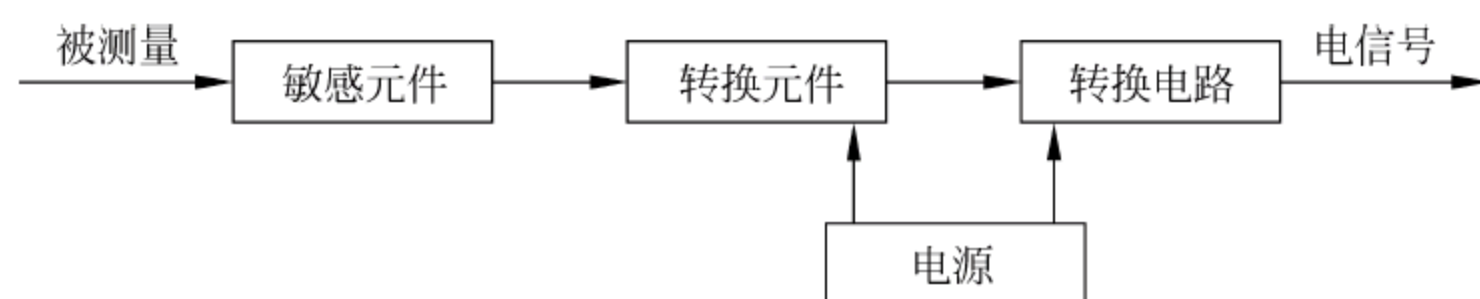 被测量
敏感元件
转换元件
转换电路
电信号
电源